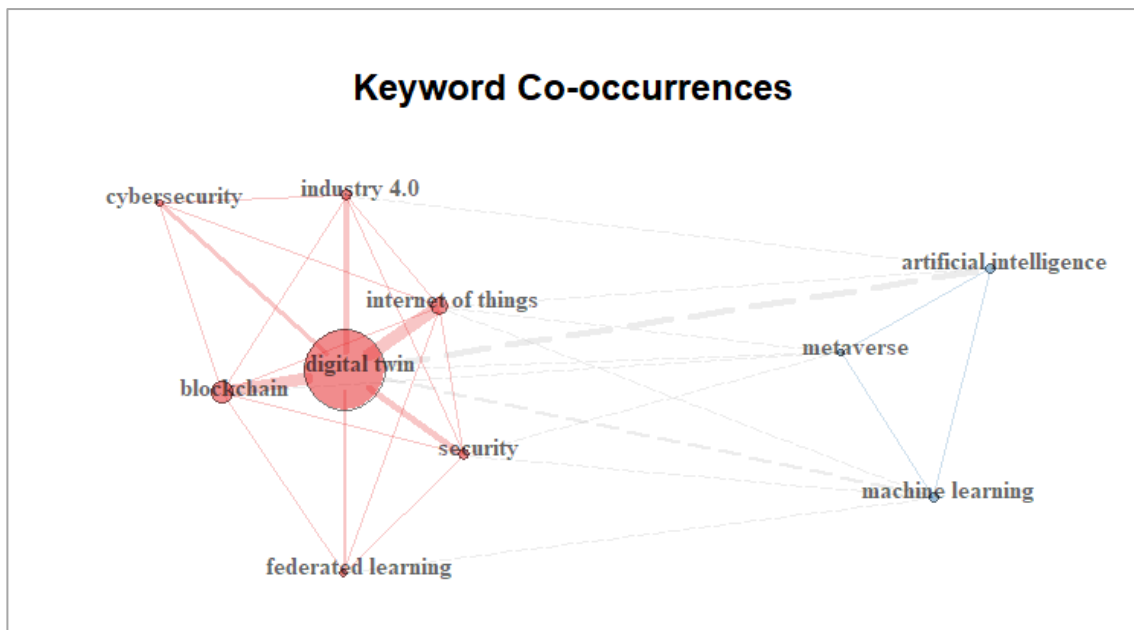 Keyword Co-occurrences
cybersecurity
industry 4.0
artificial intelligence
internet of things
metaverse
digital twin
blockchain
security
machine learning
federated learning